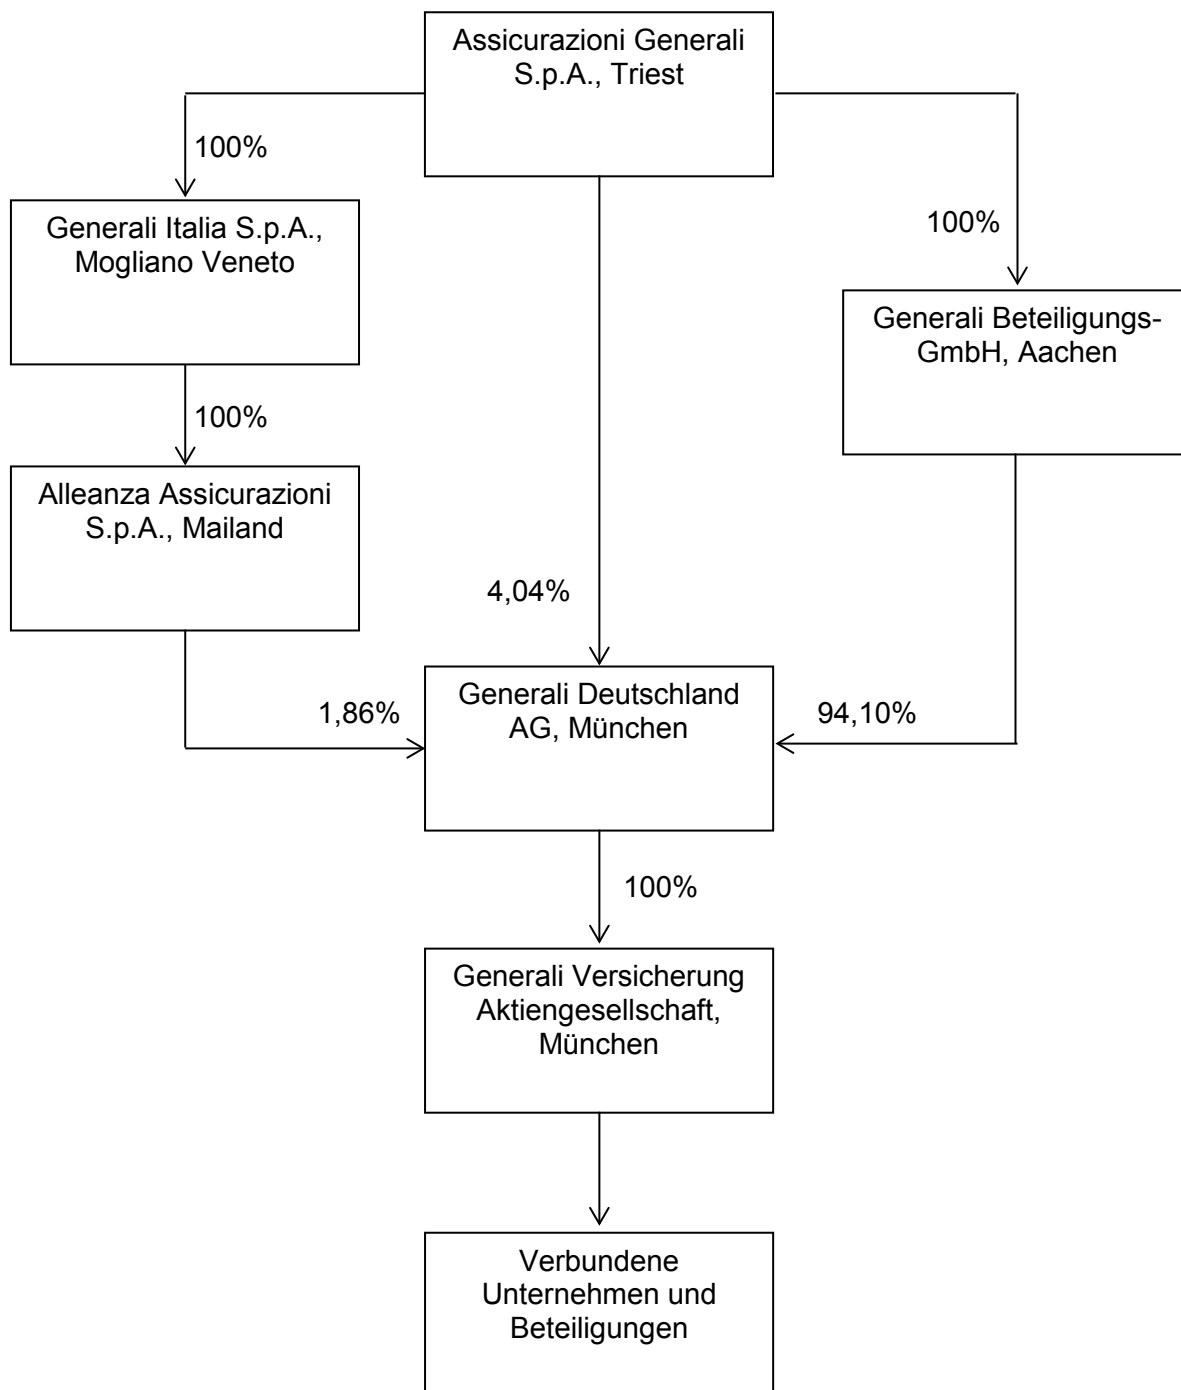 Assicurazioni Generali
S.p.A., Triest
100%
Generali Italia S.p.A.,
Mogliano Veneto
100%
Generali Beteiligungs-
GmbH, Aachen
100%
Alleanza Assicurazioni
S.p.A., Mailand
4,04%
1,86%
Generali Deutschland
AG, München
94,10%
100%
Generali Versicherung
Aktiengesellschaft,
München
Verbundene
Unternehmen und
Beteiligungen